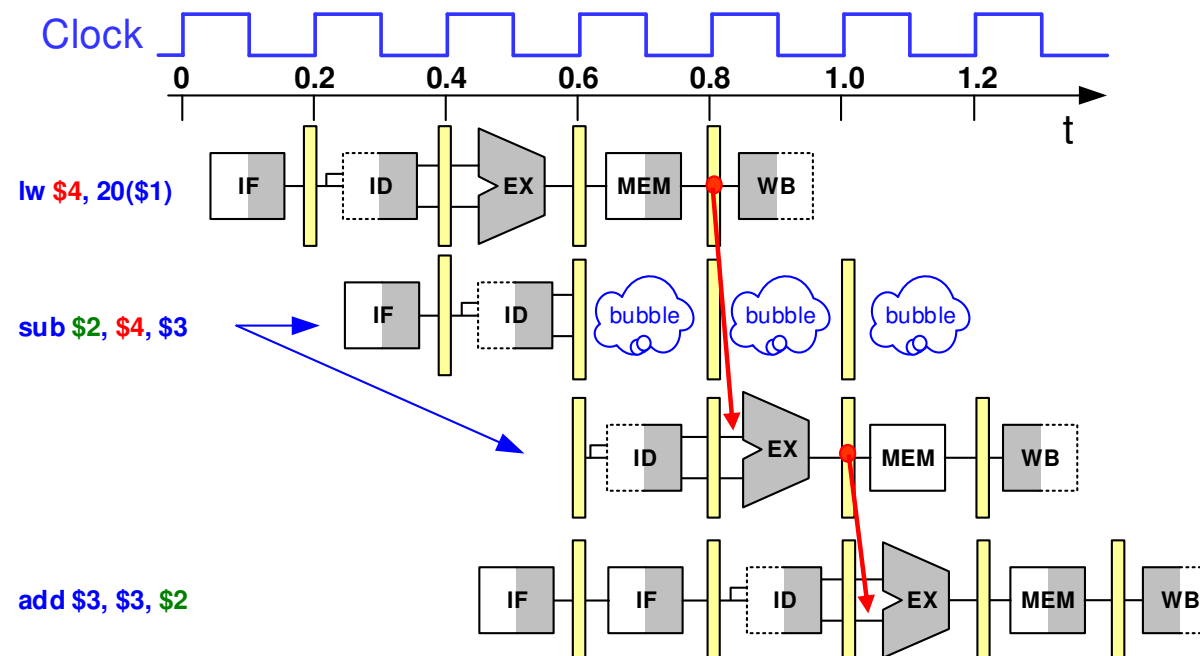 Clock
0 0.2 0.4 0.6 0.8 1.0 1.2
t
lw $4, 20($1) IF ID EX MEM WB
sub $2, $4, $3 IF ID bubble bubble bubble
ID EX MEM WB
add $3, $3, $2 IF IF ID EX MEM WB